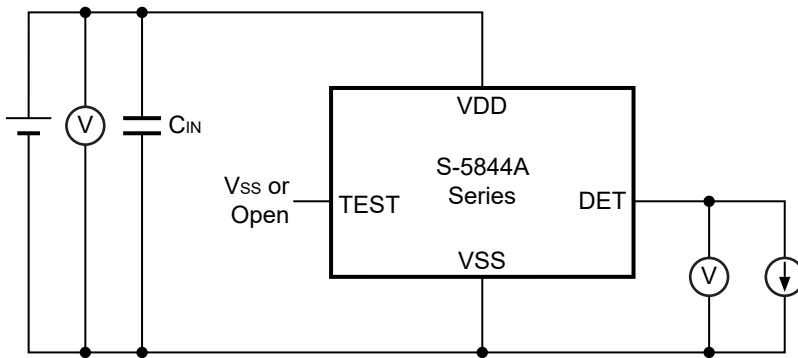 VDD
V
CIN
S-5844A
Series
VSS or
Open
TEST
DET
VSS
V